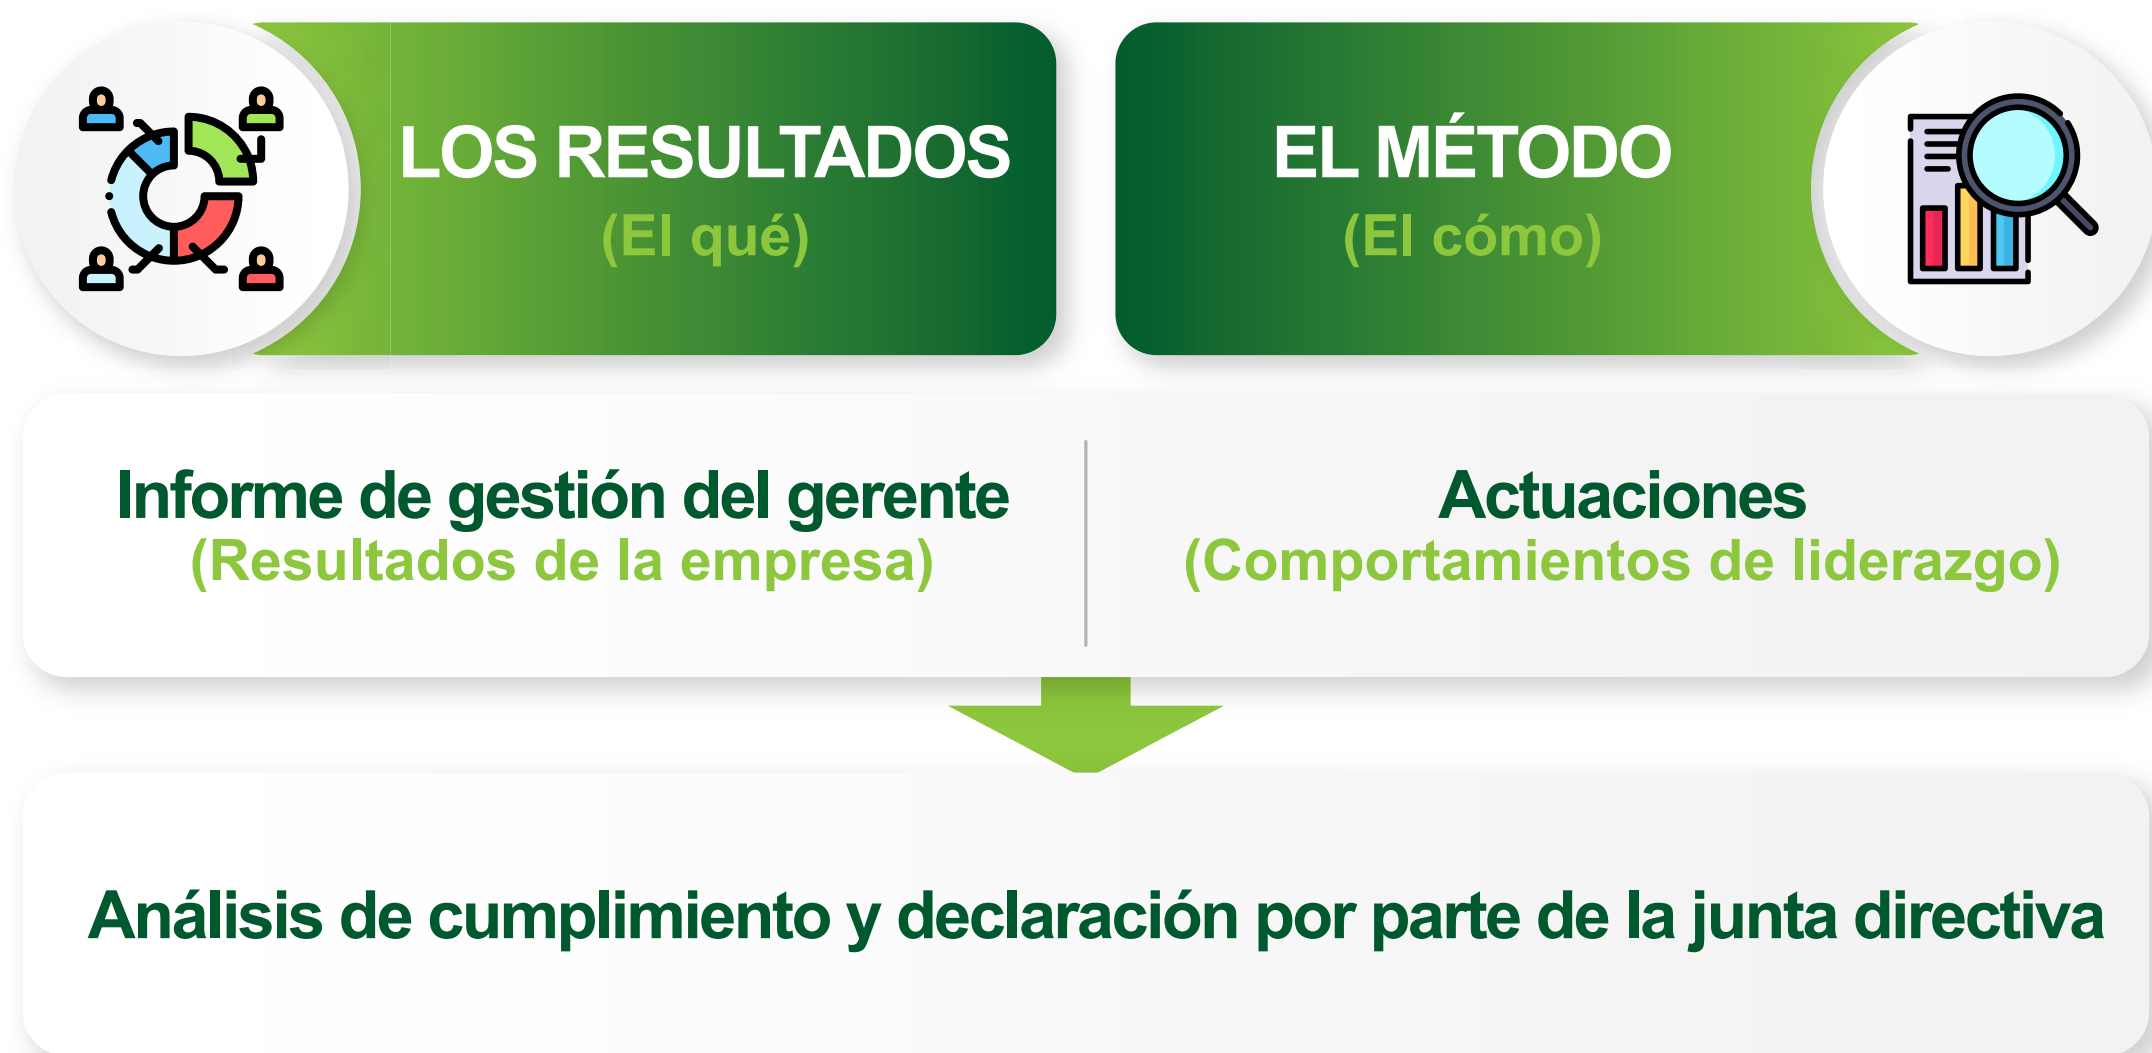 LOS RESULTADOS
(El qué)
EL MÉTODO
(El cómo)
Informe de gestión del gerente
(Resultados de la empresa)
Actuaciones
(Comportamientos de liderazgo)
Análisis de cumplimiento y declaración por parte de la junta directiva